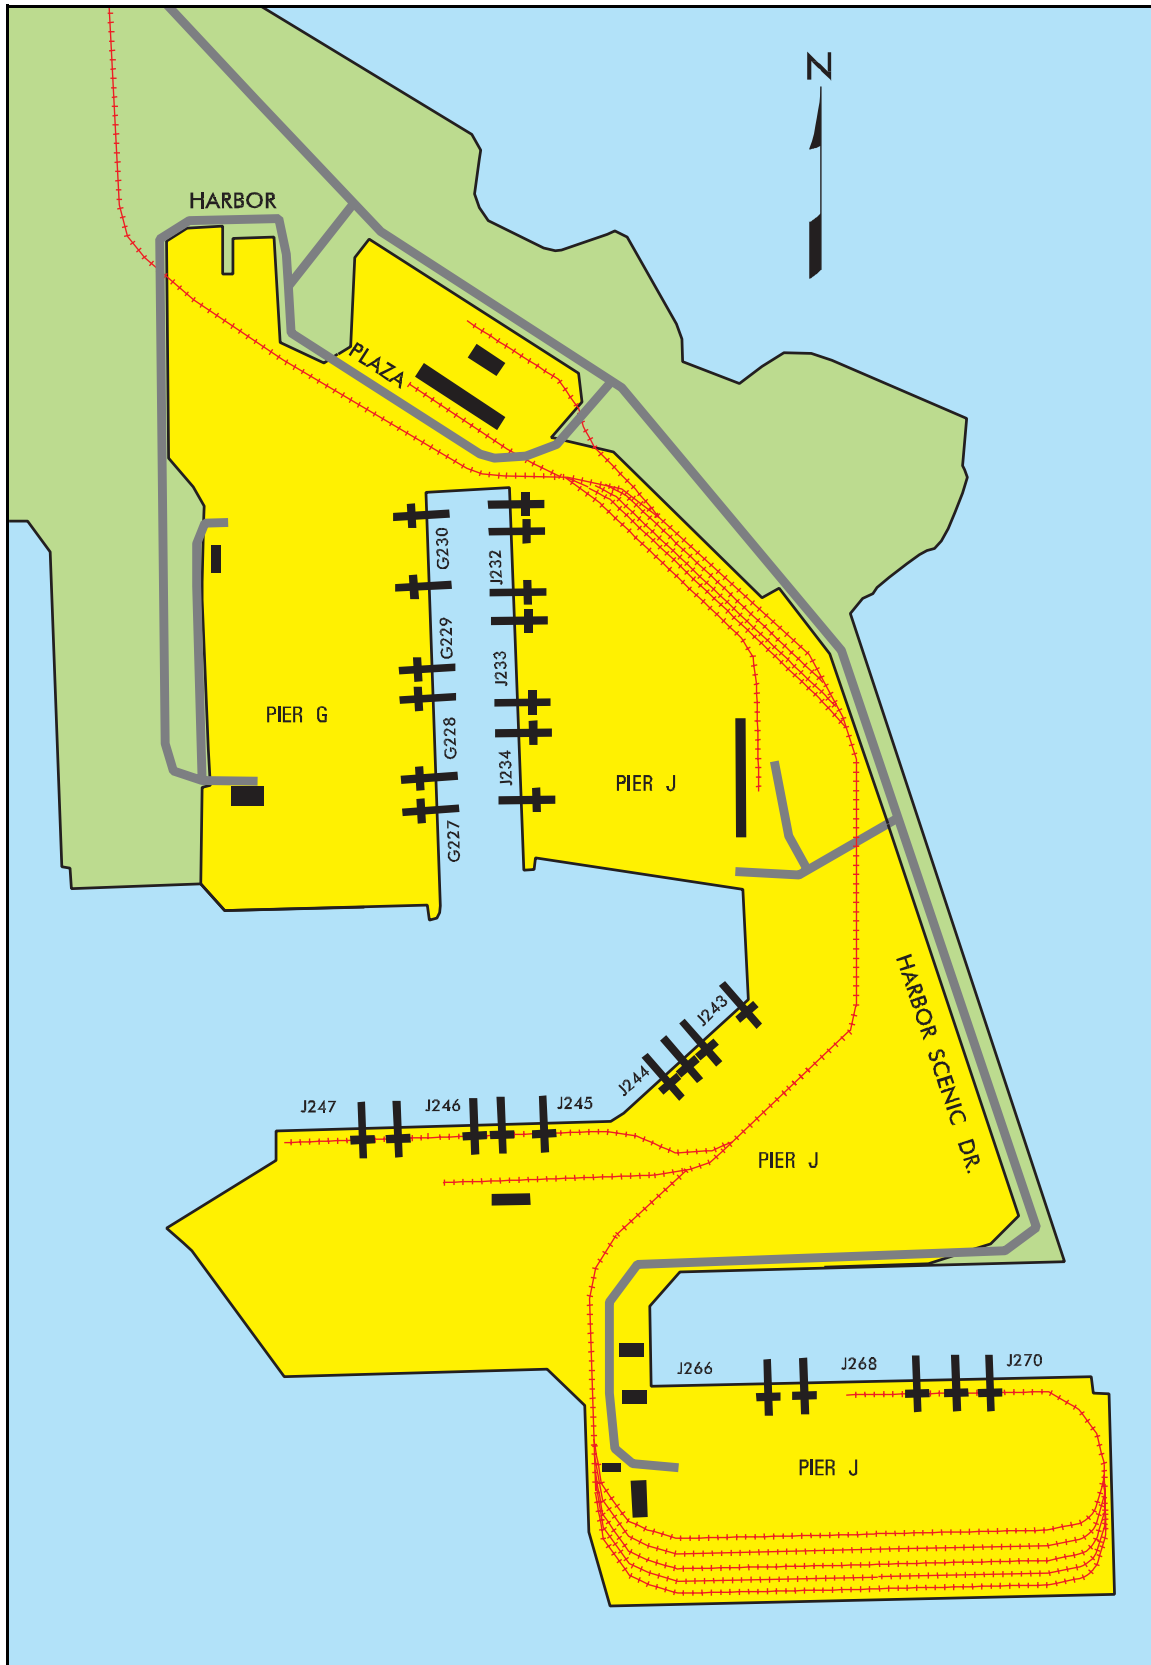 N
HARBOR
PLAZA
G230
J232
G229
J233
PIER G
G228
J234
PIER J
G227
HARBOR SCENIC DR.
J243
J244
J247
J246
J245
PIER J
J266
J268
J270
PIER J